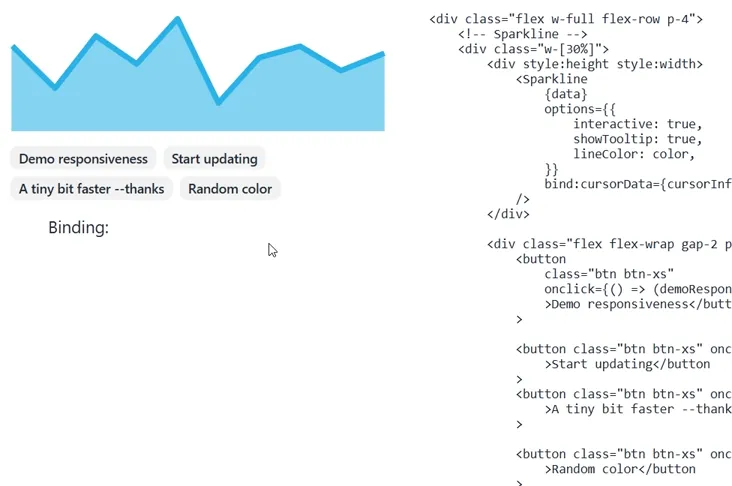 Demo responsiveness
Start updating
A tiny bit faster --thanks
Random color
Binding:
<div class="flex w-full flex-row p-4">
<!-- Sparkline -->
<div class="w-[30%]">
<div style:height style:width>
<Sparkline
{data}
options={{
interactive: true,
showTooltip: true,
lineColor: color,
}}
bind:cursorData={cursorInf
/>
</div>
<div class="flex flex-wrap gap-2 p
<button
class="btn btn-xs"
onclick={() => (demoRespon
>Demo responsiveness</butt
>
<button class="btn btn-xs" onc
>Start updating</button
>
<button class="btn btn-xs" onc
>A tiny bit faster --thank
>
<button class="btn btn-xs" onc
>Random color</button
>